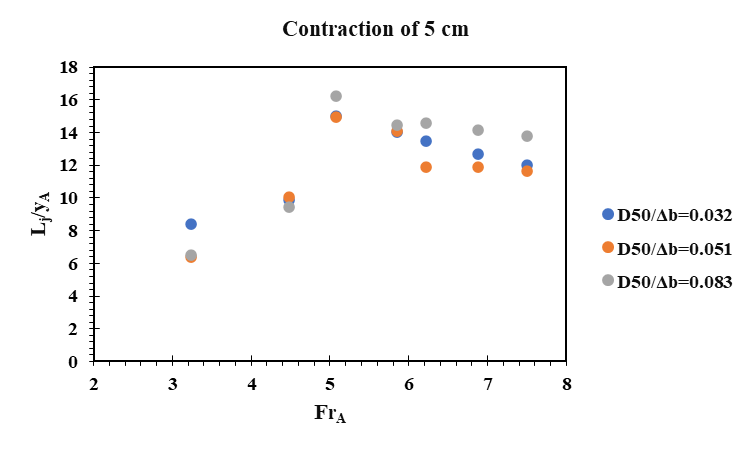 Contraction of 5 cm
18
16
14
12
10
8
6
4
2
0
Lj/yA
2 3 4 5 6 7 8
FrA
D50/Δb=0.032
D50/Δb=0.051
D50/Δb=0.083